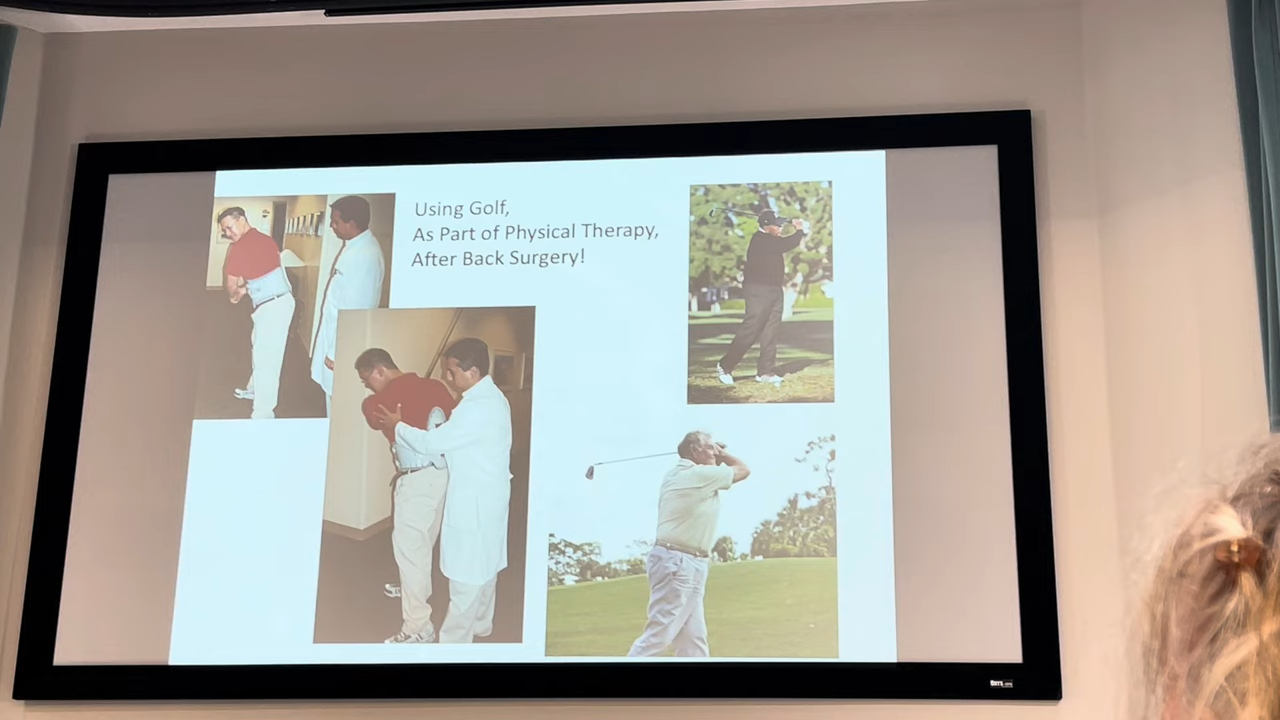 Using Golf,
As Part of Physical Therapy,
After Back Surgery!